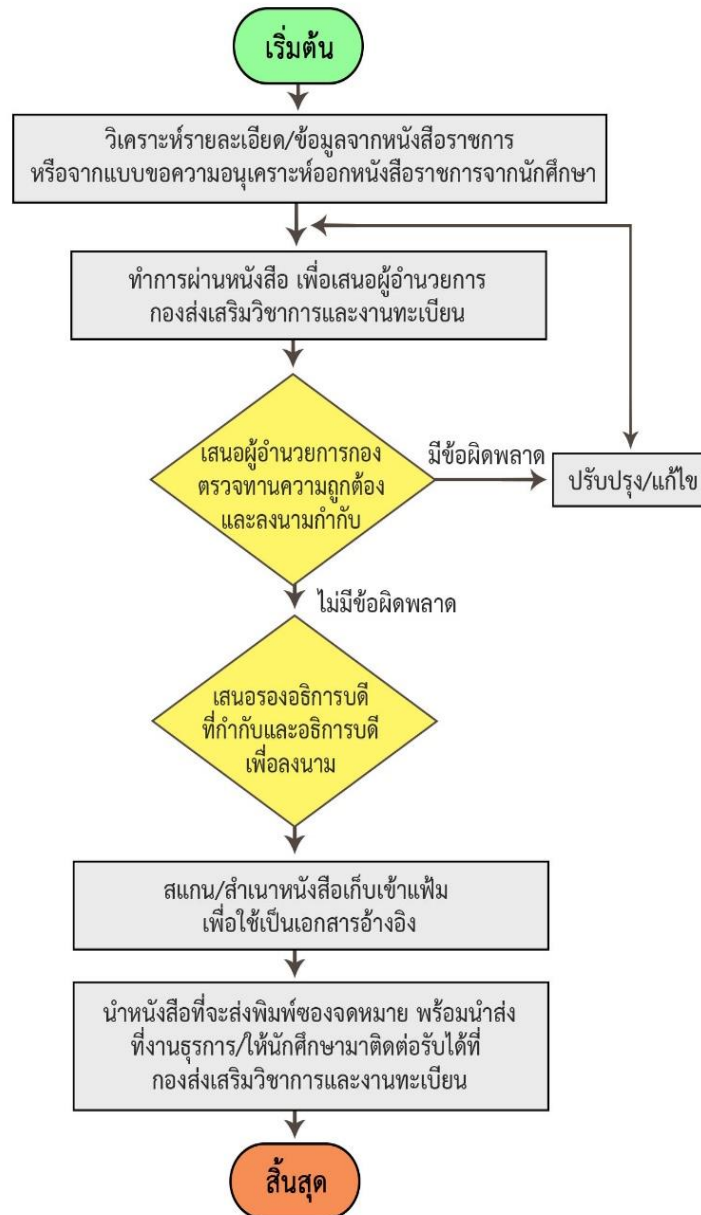 เริ่มต้น
วิเคราะห์รายละเอียด/ข้อมูลจากหนังสือราชการ
หรือจากแบบขอความอนุเคราะห์ออกหนังสือราชการจากนักศึกษา
ทำการผ่านหนังสือ เพื่อเสนอผู้อำนวยการ
กองส่งเสริมวิชาการและงานทะเบียน
เสนอผู้อำนวยการกอง
ตรวจทานความถูกต้อง
และลงนามกำกับ
มีข้อผิดพลาด
ปรับปรุง/แก้ไข
ไม่มีข้อผิดพลาด
เสนอรองอธิการบดี
ที่กำกับและอธิการบดี
เพื่อลงนาม
สแกน/สำเนาหนังสือเก็บเข้าแฟ้ม
เพื่อใช้เป็นเอกสารอ้างอิง
นำหนังสือที่จะส่งพิมพ์ซองจดหมาย พร้อมนำส่ง
ที่งานธุรการ/ให้นักศึกษามาติดต่อรับได้ที่
กองส่งเสริมวิชาการและงานทะเบียน
สิ้นสุด